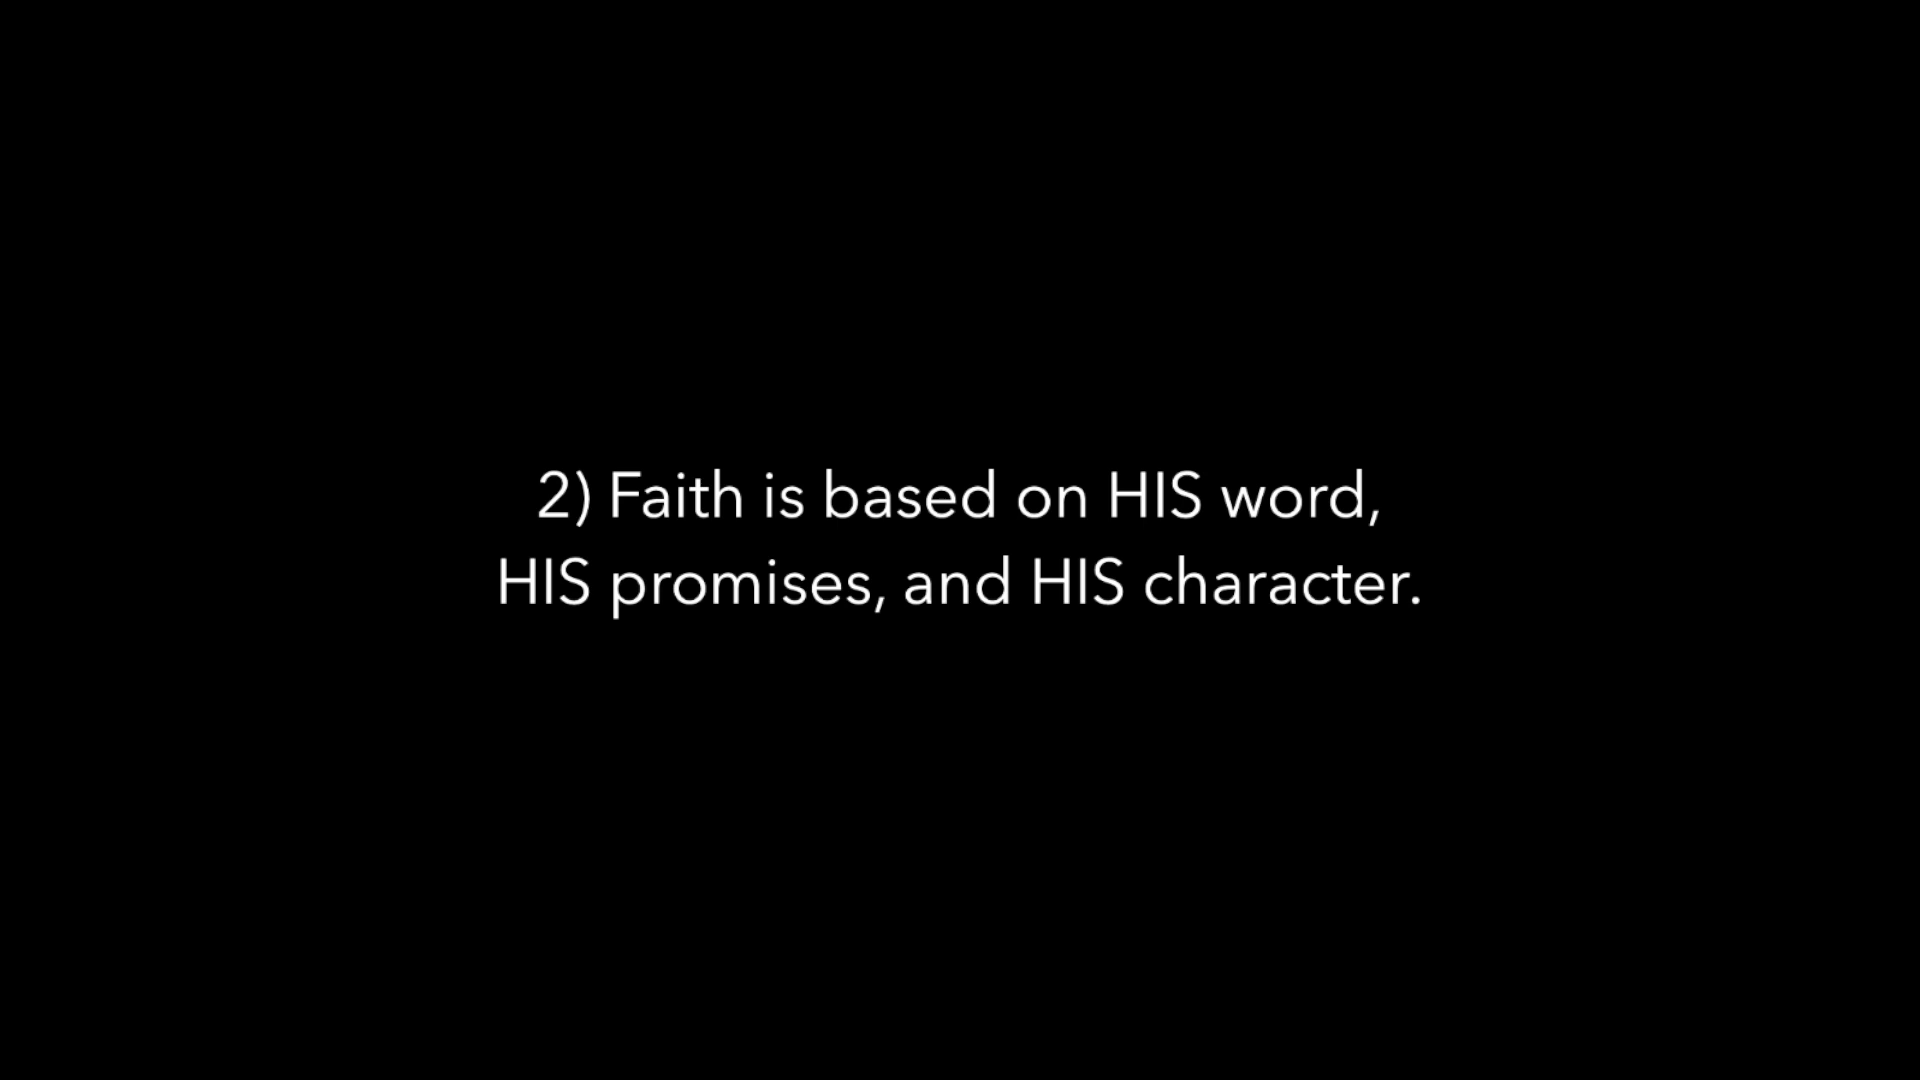 2) Faith is based on HIS word,
HIS promises, and HIS character.